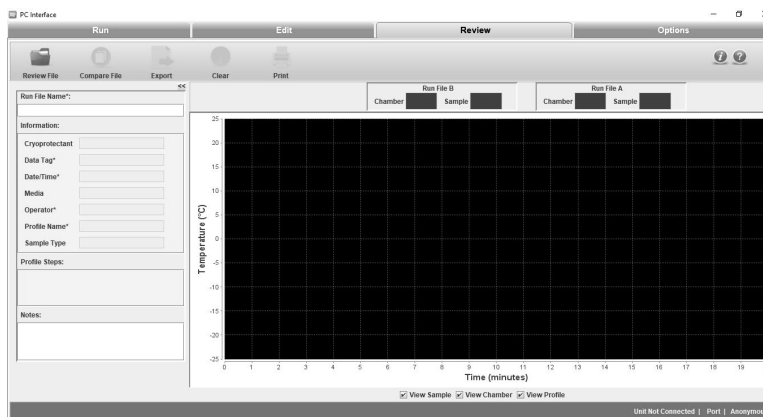 PC Interface
Run Edit Review Options
Review File Compare File Export Clear Print
<<
Run File Name*:
Information:
Cryoprotectant
Data Tag*
Date/Time*
Media
Operator*
Profile Name*
Sample Type
Profile Steps:
Notes:
Run File B
Chamber Sample
Run File A
Chamber Sample
Temperature (°C)
25
20
15
10
5
0
-5
-10
-15
-20
-25
0 1 2 3 4 5 6 7 8 9 10 11 12 13 14 15 16 17 18 19
Time (minutes)
View Sample View Chamber View Profile
Unit Not Connected | Port | Anonymou